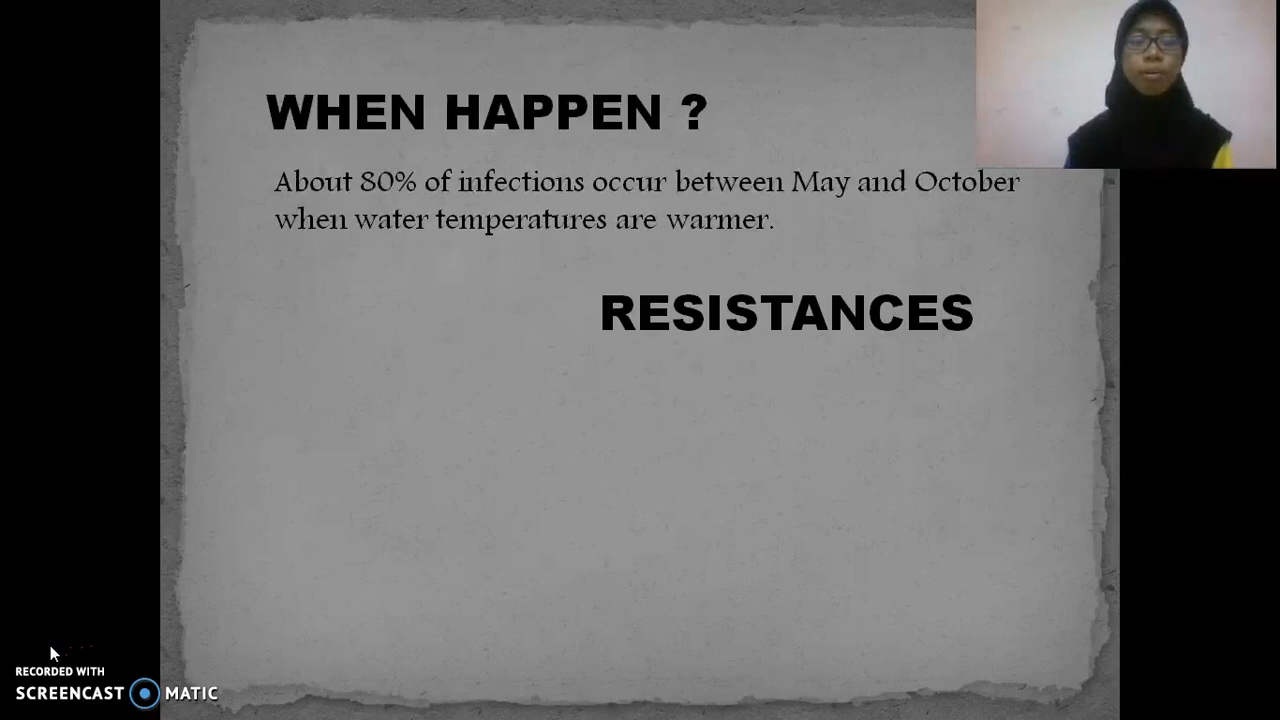 WHEN HAPPEN ?
About 80% of infections occur between May and October
when water temperatures are warmer.
RESISTANCES
RECORDED WITH
SCREENCAST MATIC